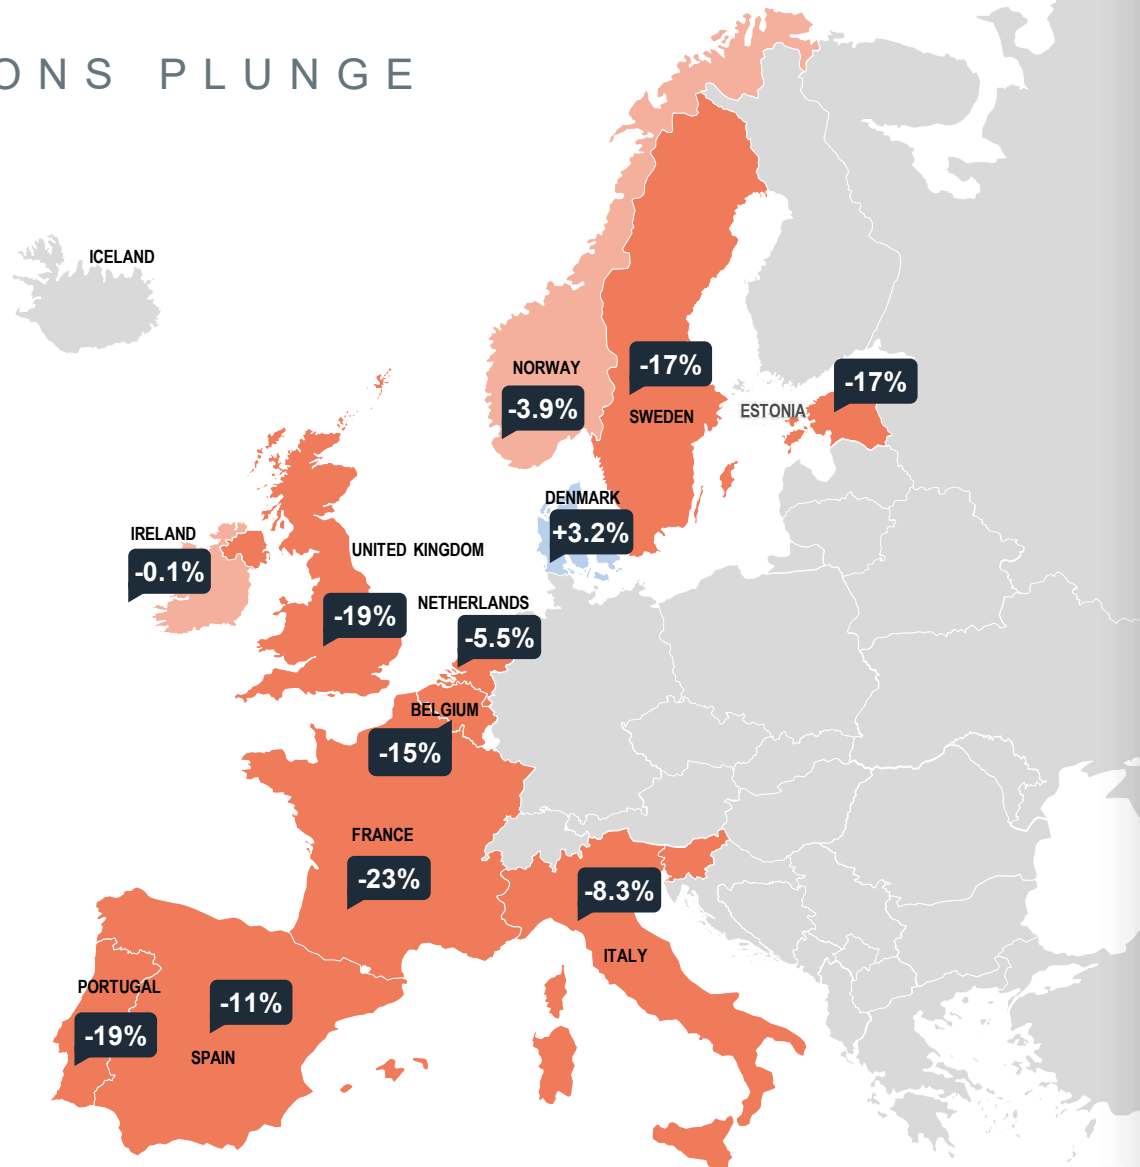 ONS PLUNGE
ICELAND
NORWAY
-3.9%
-17%
SWEDEN
ESTONIA
-17%
DENMARK
+3.2%
IRELAND
-0.1%
UNITED KINGDOM
-19%
NETHERLANDS
-5.5%
BELGIUM
-15%
FRANCE
-23%
-8.3%
ITALY
PORTUGAL
-19%
-11%
SPAIN